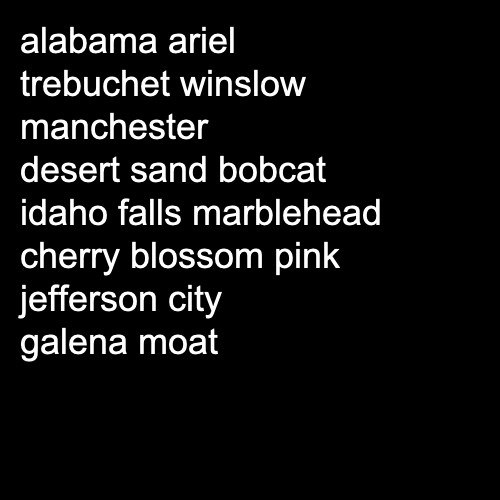 alabama ariel
trebuchet winslow
manchester
desert sand bobcat
idaho falls marblehead
cherry blossom pink
jefferson city
galena moat